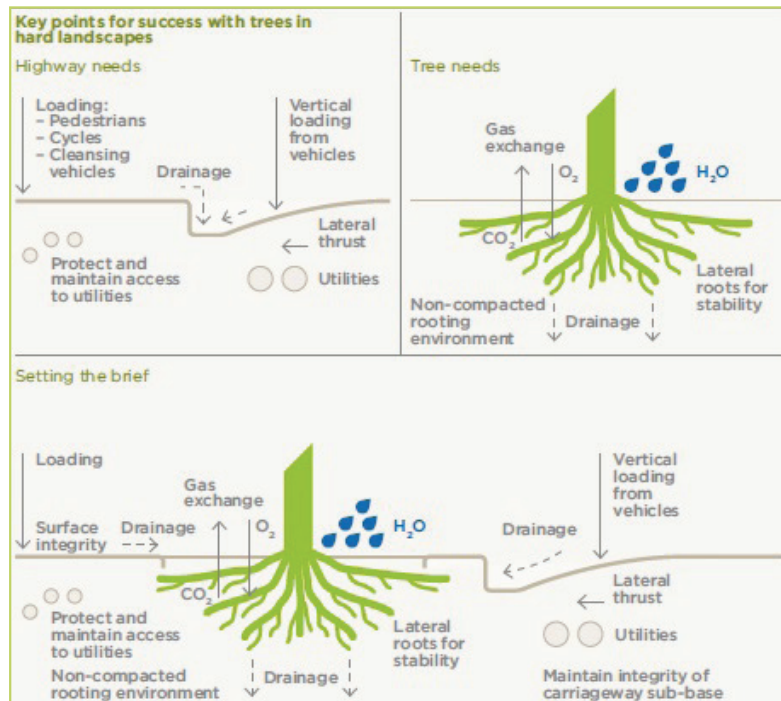 Key points for success with trees in
hard landscapes
Highway needs
Loading:
– Pedestrians
– Cycles
– Cleansing
vehicles
Drainage
Vertical
loading
from
vehicles
Lateral
thrust
Protect and
maintain access
to utilities
Utilities
Tree needs
Gas
exchange
O₂
H₂O
CO₂
Lateral
roots for
stability
Non-compacted
rooting
environment
Drainage
Setting the brief
Loading
Surface
integrity
Drainage
Gas
exchange
O₂
H₂O
CO₂
Vertical
loading
from
vehicles
Drainage
Lateral
thrust
Protect and
maintain access
to utilities
Lateral
roots for
stability
Utilities
Non-compacted
rooting environment
Drainage
Maintain integrity of
carriageway sub-base